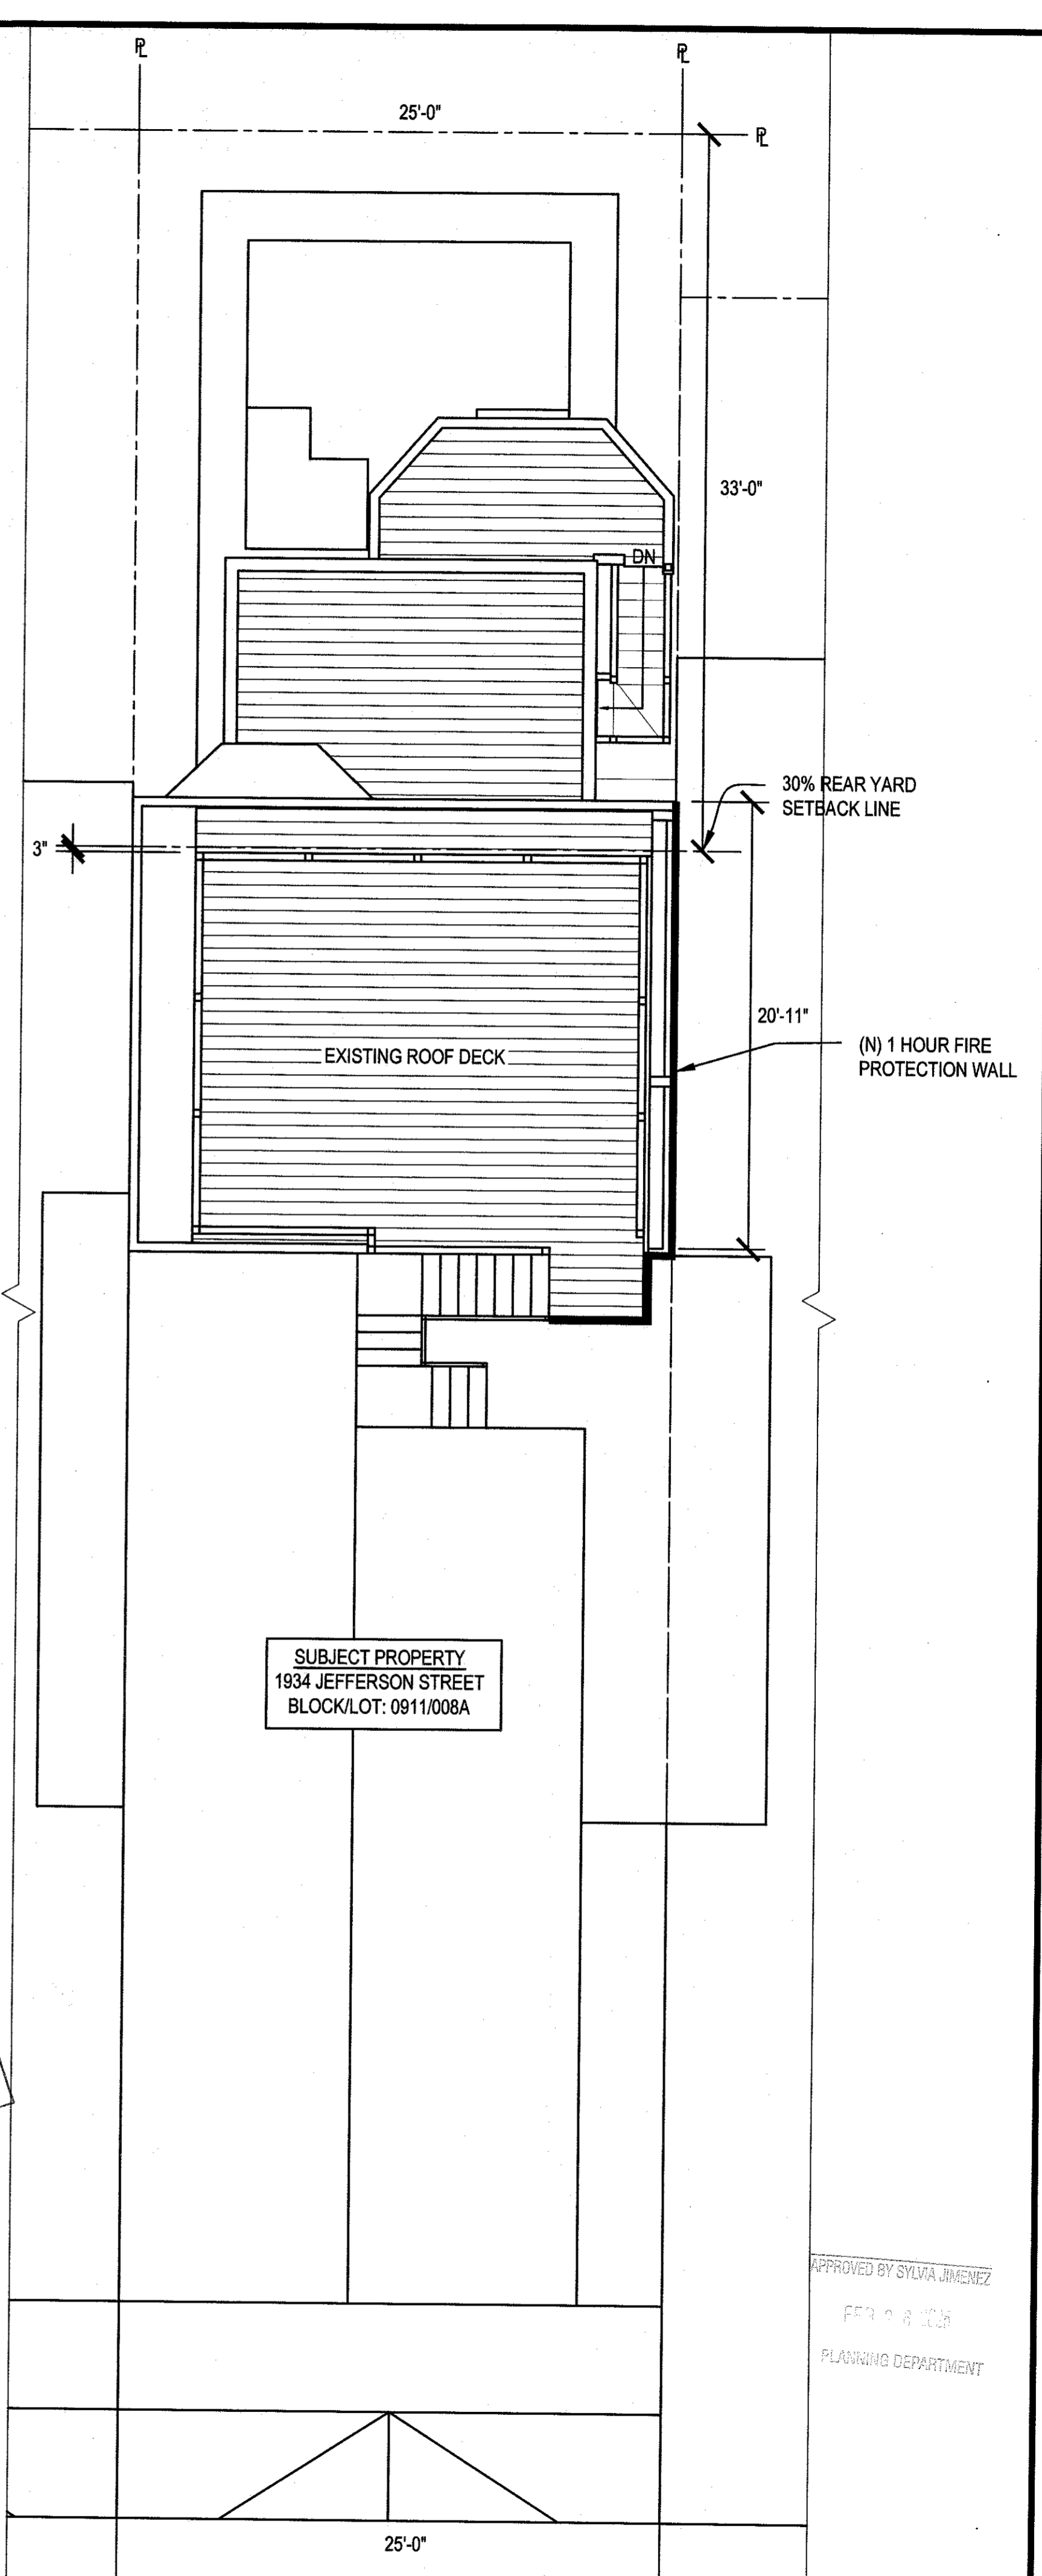 PL
PL
25'-0"
PL
33'-0"
DN
30% REAR YARD
SETBACK LINE
3"
20'-11"
EXISTING ROOF DECK
(N) 1 HOUR FIRE
PROTECTION WALL
SUBJECT PROPERTY
1934 JEFFERSON STREET
BLOCK/LOT: 0911/008A
APPROVED BY SYLVIA JIMENEZ
PLANNING DEPARTMENT
25'-0"